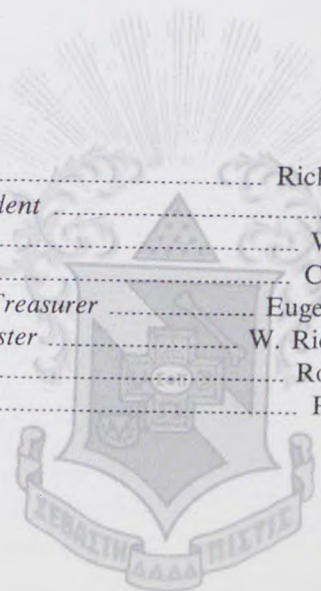 .......................................... Rich
dent ..........................................
.......................................... W
.......................................... C
Treasurer ........................ Euge
ster ........................ W. Ric
.......................................... Ro
..........................................
ΣΕΒΑΣΤΗ ΔΔΔΔ ΠΙΣΤΙΣ